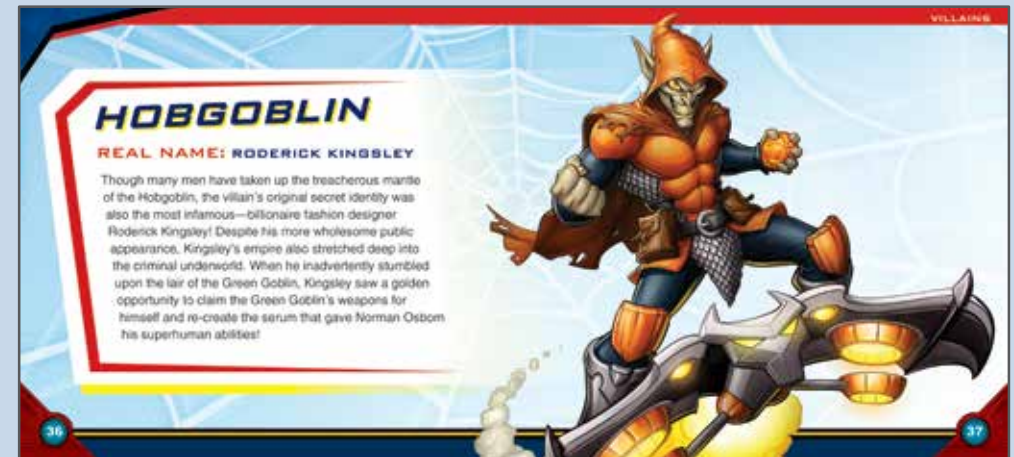 VILLAINS
HOBGOBLIN
REAL NAME: RODERICK KINGSLEY
Though many men have taken up the treacherous mantle
of the Hobgoblin, the villain's original secret identity was
also the most infamous—billionaire fashion designer
Roderick Kingsley! Despite his more wholesome public
appearance, Kingsley's empire also stretched deep into
the criminal underworld. When he inadvertently stumbled
upon the lair of the Green Goblin, Kingsley saw a golden
opportunity to claim the Green Goblin's weapons for
himself and re-create the serum that gave Norman Osborn
his superhuman abilities!
36
37